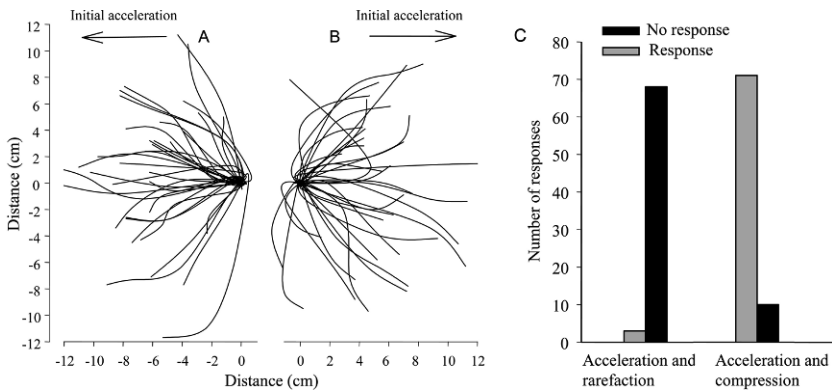 Initial acceleration
A
Initial acceleration
B
C
No response
Response
Distance (cm)
12
10
8
6
4
2
0
-2
-4
-6
-8
-10
-12
-12 -10 -8 -6 -4 -2 0
0 2 4 6 8 10 12
Distance (cm)
Number of responses
80
70
60
50
40
30
20
10
0
Acceleration and
rarefaction
Acceleration and
compression